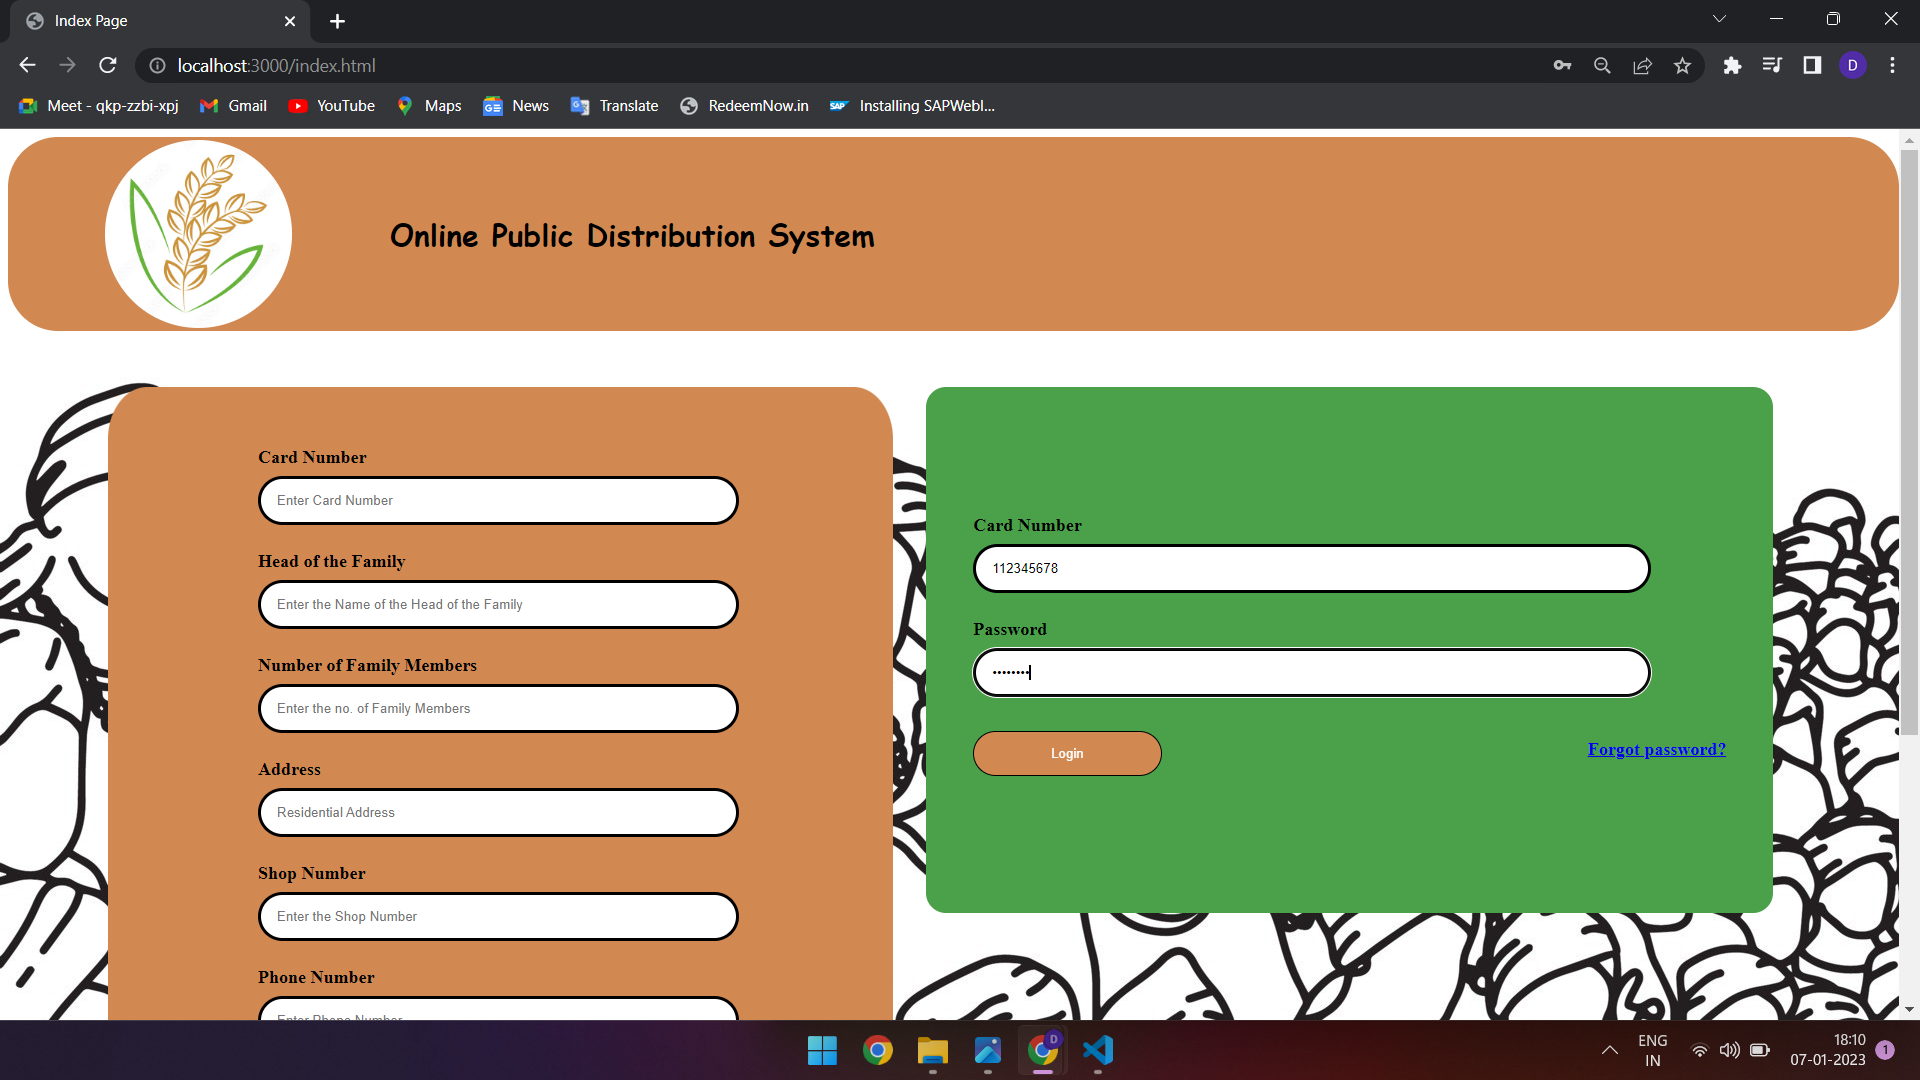 Index Page
localhost:3000/index.html
D
Meet - qkp-zzbi-xpj
Gmail
YouTube
Maps
News
Translate
RedeemNow.in
SAP
Installing SAPWebl...
Online Public Distribution System
Card Number
Enter Card Number
Head of the Family
Enter the Name of the Head of the Family
Number of Family Members
Enter the no. of Family Members
Address
Residential Address
Shop Number
Enter the Shop Number
Phone Number
Enter Phone Number
Card Number
112345678
Password
••••••••
Login
Forgot password?
D
ENG
IN
18:10
07-01-2023
1